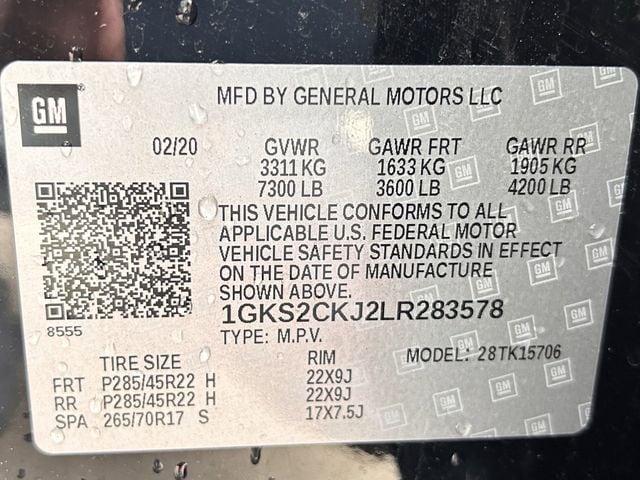 GM
MFD BY GENERAL MOTORS LLC
02/20 GVWR GAWR FRT GAWR RR
3311 KG 1633 KG 1905 KG
7300 LB 3600 LB 4200 LB
THIS VEHICLE CONFORMS TO ALL
APPLICABLE U.S. FEDERAL MOTOR
VEHICLE SAFETY STANDARDS IN EFFECT
ON THE DATE OF MANUFACTURE
SHOWN ABOVE.
8555
1GKS2CKJ2LR283578
TYPE: M.P.V. MODEL: 28TK15706
TIRE SIZE RIM
FRT P285/45R22 H 22X9J
RR P285/45R22 H 22X9J
SPA 265/70R17 S 17X7.5J